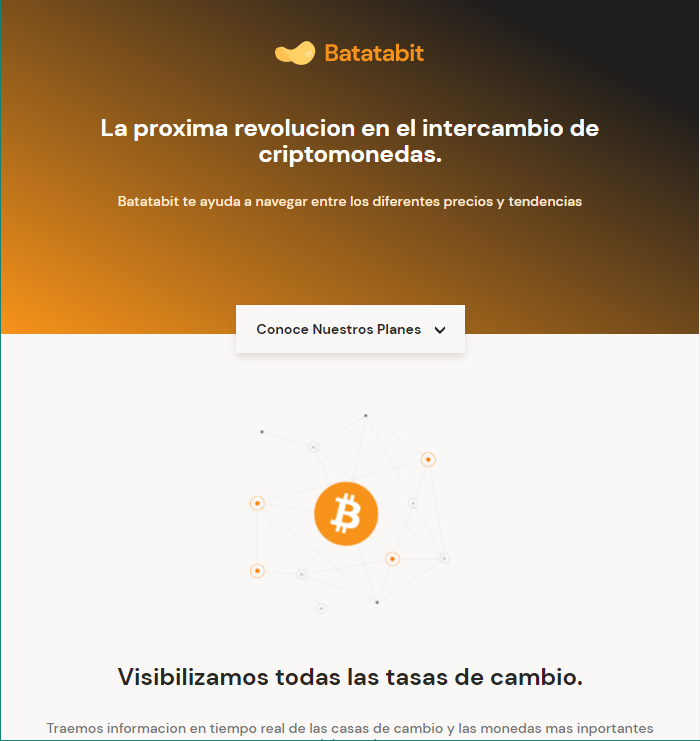 Batatabit
La proxima revolucion en el intercambio de
criptomonedas.
Batatabit te ayuda a navegar entre los diferentes precios y tendencias
Conoce Nuestros Planes
Visibilizamos todas las tasas de cambio.
Traemos informacion en tiempo real de las casas de cambio y las monedas mas inportantes